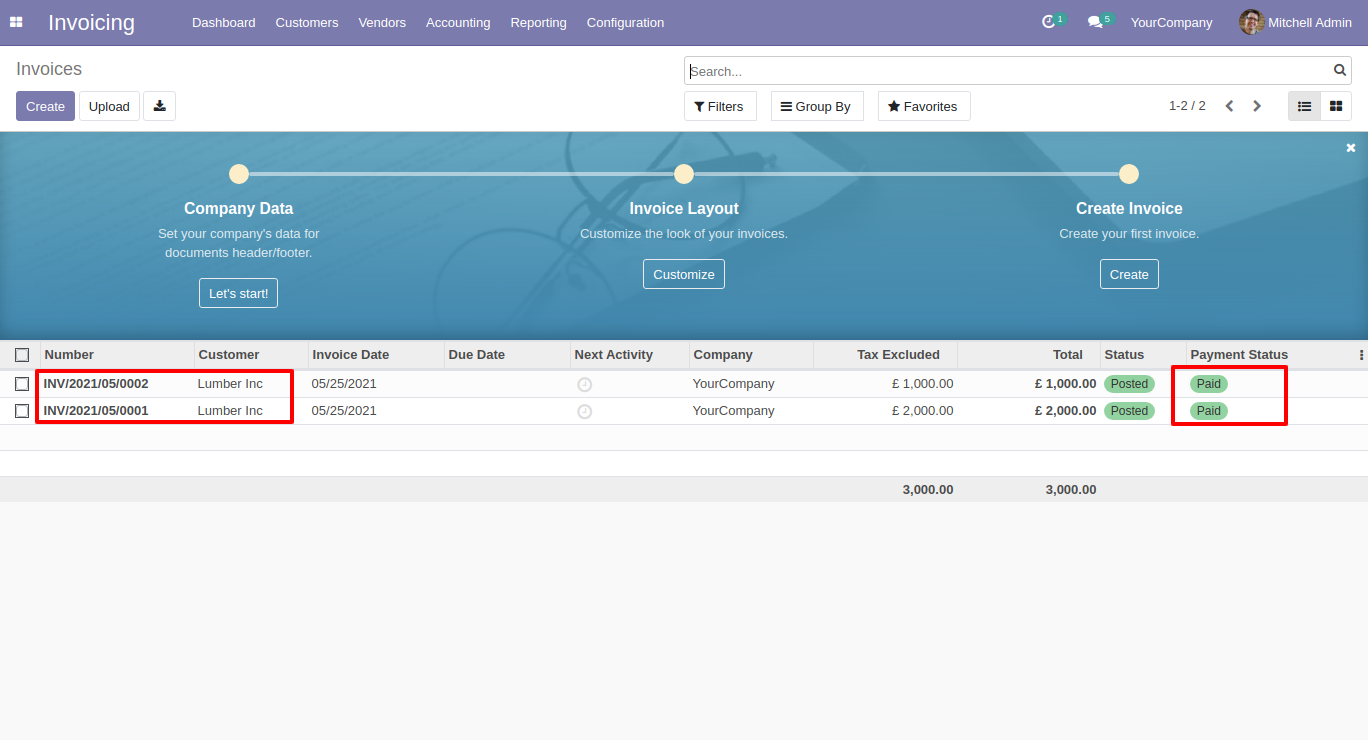 Invoicing Dashboard Customers Vendors Accounting Reporting Configuration 1 5 YourCompany Mitchell Admin
Invoices
Search...
Create Upload Filters Group By Favorites 1-2 / 2
Company Data Invoice Layout Create Invoice
Set your company's data for Customize the look of your invoices. Create your first invoice.
documents header/footer.
Let's start! Customize Create
Number Customer Invoice Date Due Date Next Activity Company Tax Excluded Total Status Payment Status
INV/2021/05/0002 Lumber Inc 05/25/2021 YourCompany £ 1,000.00 £ 1,000.00 Posted Paid
INV/2021/05/0001 Lumber Inc 05/25/2021 YourCompany £ 2,000.00 £ 2,000.00 Posted Paid
3,000.00 3,000.00